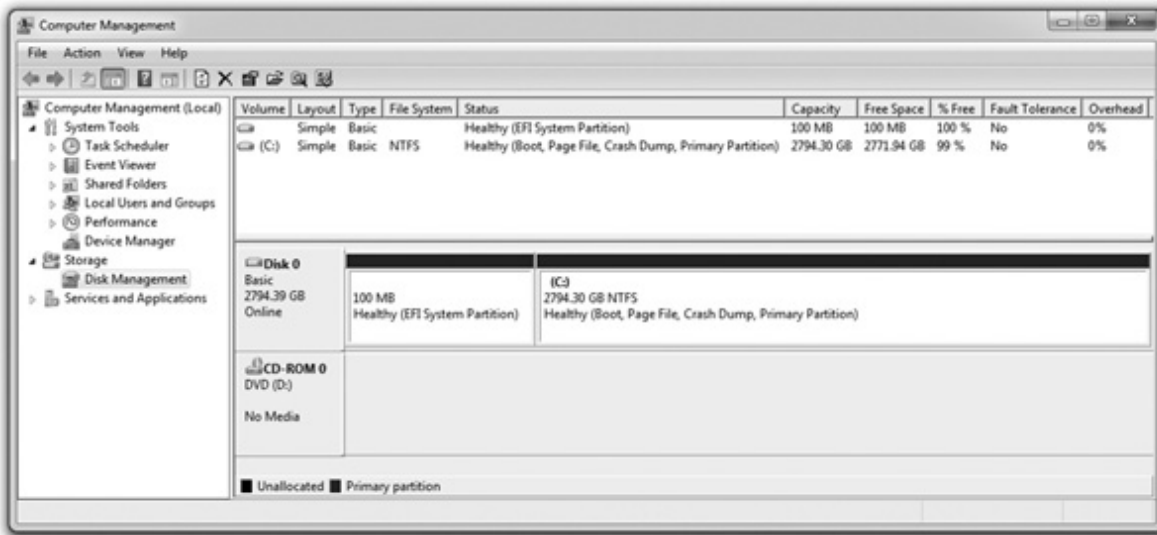 Computer Management
File Action View Help
Computer Management (Local)
System Tools
Task Scheduler
Event Viewer
Shared Folders
Local Users and Groups
Performance
Device Manager
Storage
Disk Management
Services and Applications
Volume Layout Type File System Status Capacity Free Space % Free Fault Tolerance Overhead
Simple Basic Healthy (EFI System Partition) 100 MB 100 MB 100 % No 0%
(C:) Simple Basic NTFS Healthy (Boot, Page File, Crash Dump, Primary Partition) 2794.30 GB 2771.94 GB 99 % No 0%
Disk 0
Basic
2794.39 GB
Online
100 MB
Healthy (EFI System Partition)
(C:)
2794.30 GB NTFS
Healthy (Boot, Page File, Crash Dump, Primary Partition)
CD-ROM 0
DVD (D:)
No Media
Unallocated Primary partition